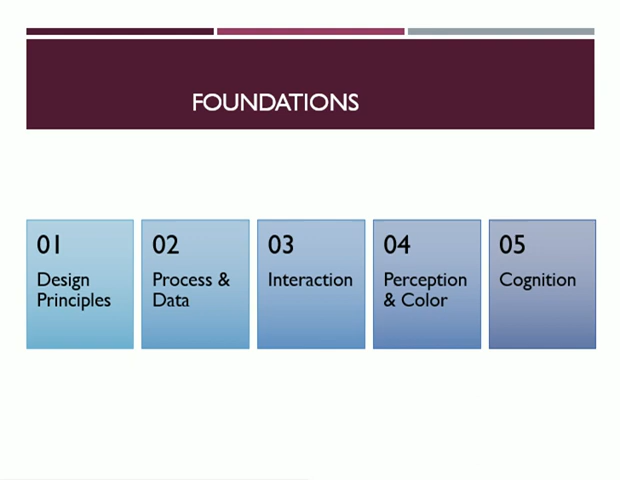 FOUNDATIONS
01
Design
Principles
02
Process &
Data
03
Interaction
04
Perception
& Color
05
Cognition